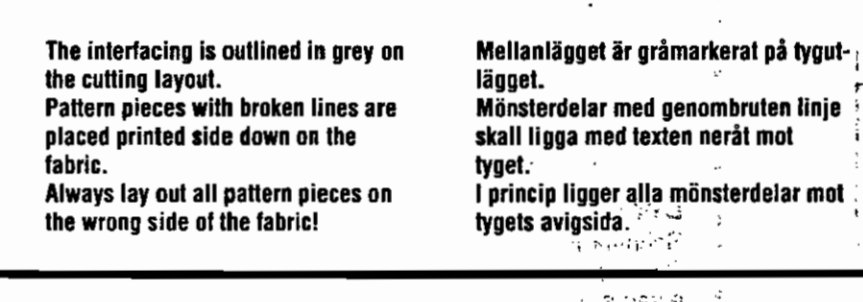 The interfacing is outlined in grey on
the cutting layout.
Pattern pieces with broken lines are
placed printed side down on the
fabric.
Always lay out all pattern pieces on
the wrong side of the fabric!
Mellanlägget är gråmarkerat på tygut-
lägget.
Mönsterdelar med genombruten linje
skall ligga med texten neråt mot
tyget.
I princip ligger alla mönsterdelar mot
tygets avigsida.